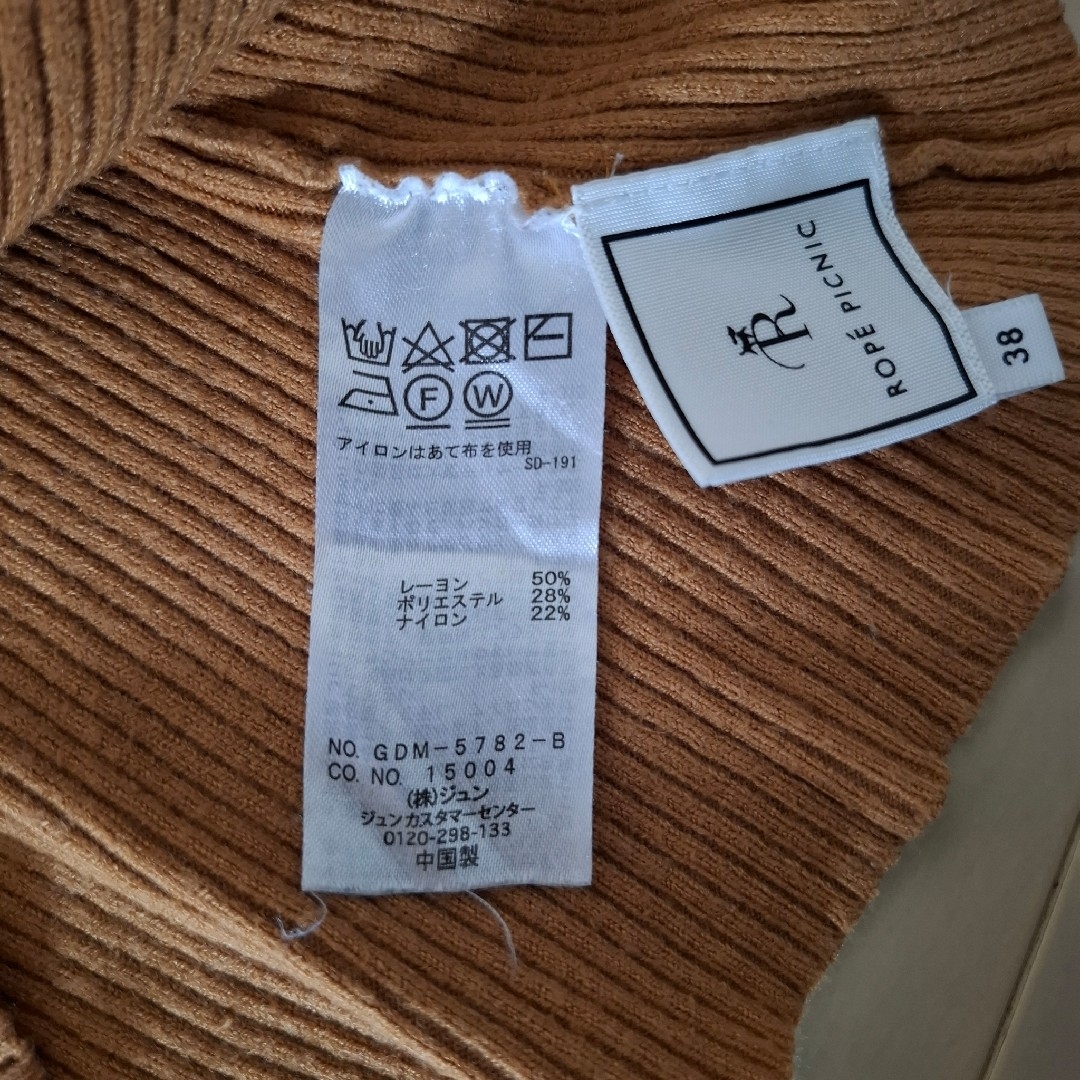 F W
アイロンはあて布を使用
SD-191
レーヨン 50%
ポリエステル 28%
ナイロン 22%
NO. GDM-5782-B
CO. NO. 15004
(株)ジュン
ジュンカスタマーセンター
0120-298-133
中国製
R
ROPÉ PICNIC
38